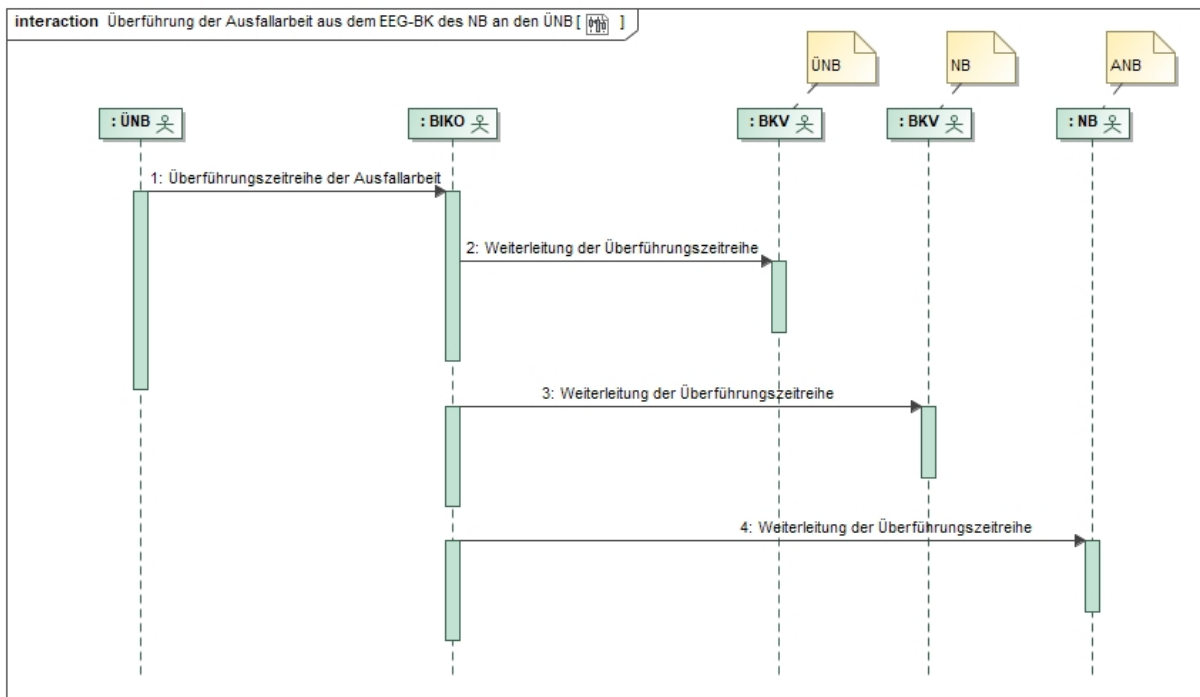 interaction Überführung der Ausfallarbeit aus dem EEG-BK des NB an den ÜNB [ ]
ÜNB
NB
ANB
: ÜNB
: BIKO
: BKV
: BKV
: NB
1: Überführungszeitreihe der Ausfallarbeit
2: Weiterleitung der Überführungszeitreihe
3: Weiterleitung der Überführungszeitreihe
4: Weiterleitung der Überführungszeitreihe